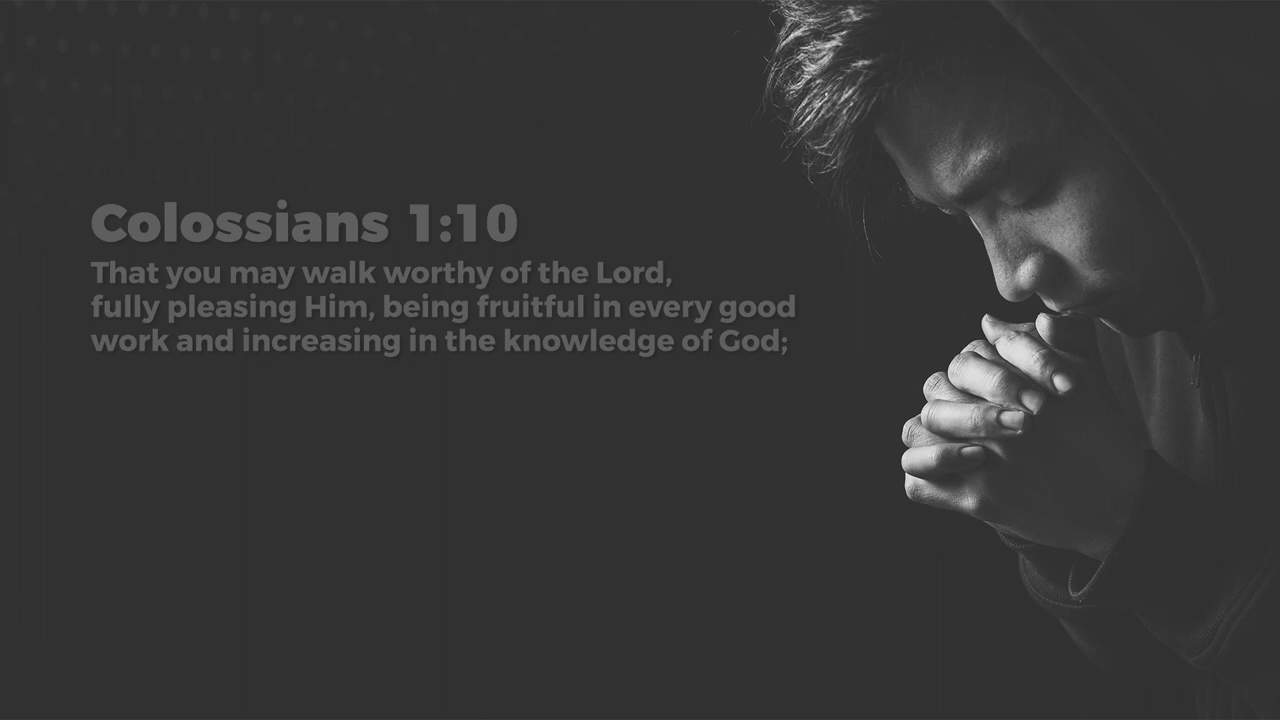 Colossians 1:10
That you may walk worthy of the Lord,
fully pleasing Him, being fruitful in every good
work and increasing in the knowledge of God;